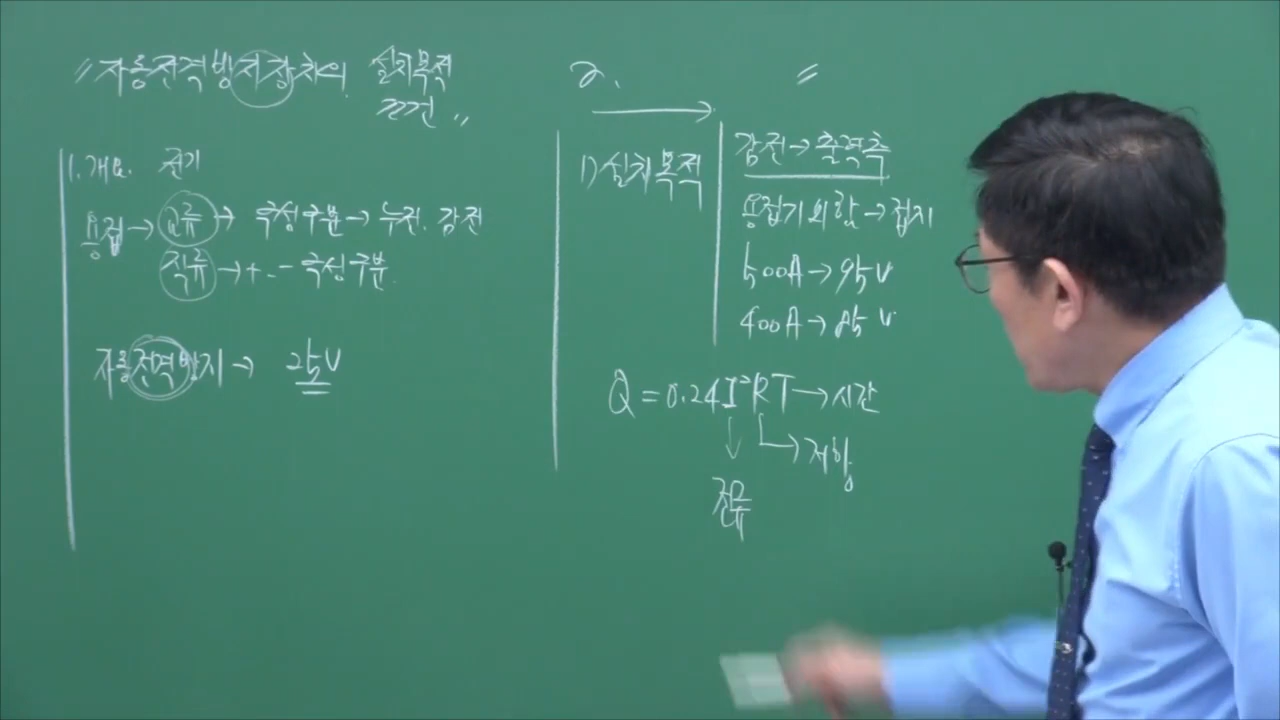 "자동전격방지장치의 설치목적
조건"
1. 개요. 전기
용접→교류→ 극성구분→누전. 감전
직류→+.- 극성구분.
자동전격방지→ 25V
2. "
1)설치목적
감전→출력측
용접기외함→접지
500A→95V
400A→85V
Q=0.24I²RT→시간
→저항
전류